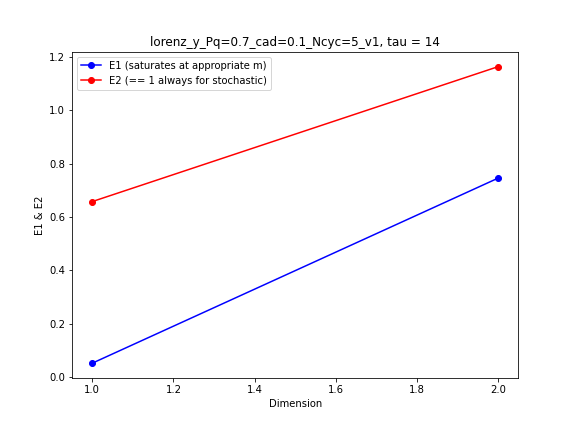 lorenz_y_Pq=0.7_cad=0.1_Ncyc=5_v1, tau = 14
E1 (saturates at appropriate m)
E2 (== 1 always for stochastic)
1.2
1.0
0.8
0.6
0.4
0.2
0.0
E1 & E2
1.0 1.2 1.4 1.6 1.8 2.0
Dimension